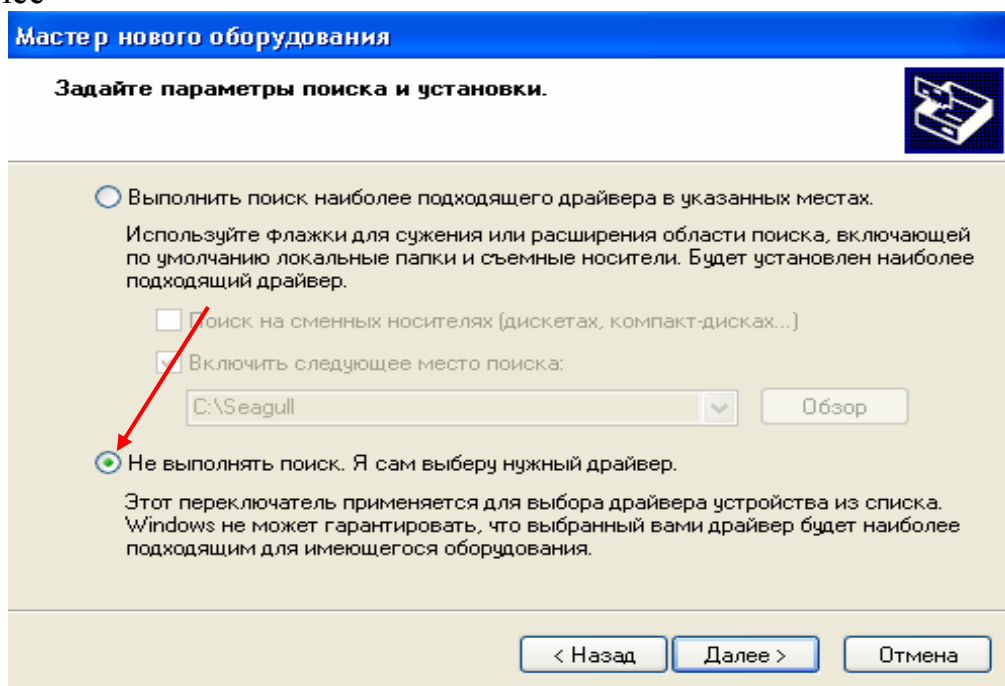 Мастер нового оборудования
Задайте параметры поиска и установки.
Выполнить поиск наиболее подходящего драйвера в указанных местах.
Используйте флажки для сужения или расширения области поиска, включающей
по умолчанию локальные папки и съемные носители. Будет установлен наиболее
подходящий драйвер.
Поиск на сменных носителях (дискетах, компакт-дисках...)
Включить следующее место поиска:
C:\Seagull
Обзор
Не выполнять поиск. Я сам выберу нужный драйвер.
Этот переключатель применяется для выбора драйвера устройства из списка.
Windows не может гарантировать, что выбранный вами драйвер будет наиболее
подходящим для имеющегося оборудования.
< Назад Далее > Отмена